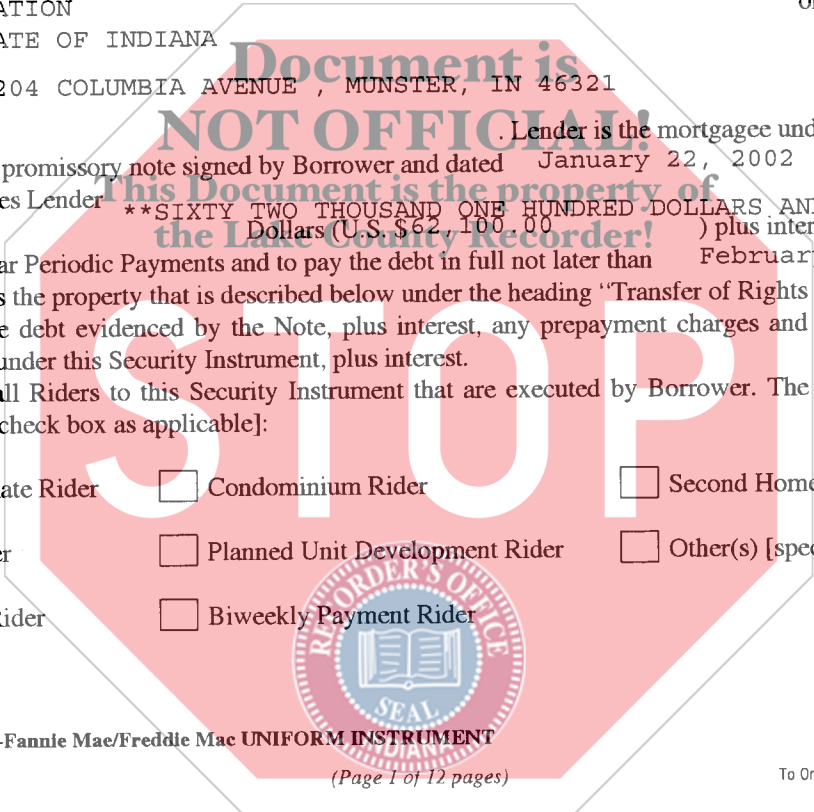 ATION
ATE OF INDIANA
204 COLUMBIA AVENUE , MUNSTER, IN 46321
Document is
NOT OFFICIAL!
This Document is the property of
the Lake County Recorder!
. Lender is the mortgagee und
promissory note signed by Borrower and dated January 22, 2002
es Lender **SIXTY TWO THOUSAND ONE HUNDRED DOLLARS AN
Dollars (U.S. $62,100.00 ) plus inter
ar Periodic Payments and to pay the debt in full not later than Februar
s the property that is described below under the heading "Transfer of Rights
e debt evidenced by the Note, plus interest, any prepayment charges and
under this Security Instrument, plus interest.
all Riders to this Security Instrument that are executed by Borrower. The
check box as applicable]:
STOP
ate Rider Condominium Rider Second Home
er Planned Unit Development Rider Other(s) [spec
Rider Biweekly Payment Rider
RECORDER'S OFFICE
SEAL
INDIANA
-Fannie Mae/Freddie Mac UNIFORM INSTRUMENT
(Page 1 of 12 pages)
To Or